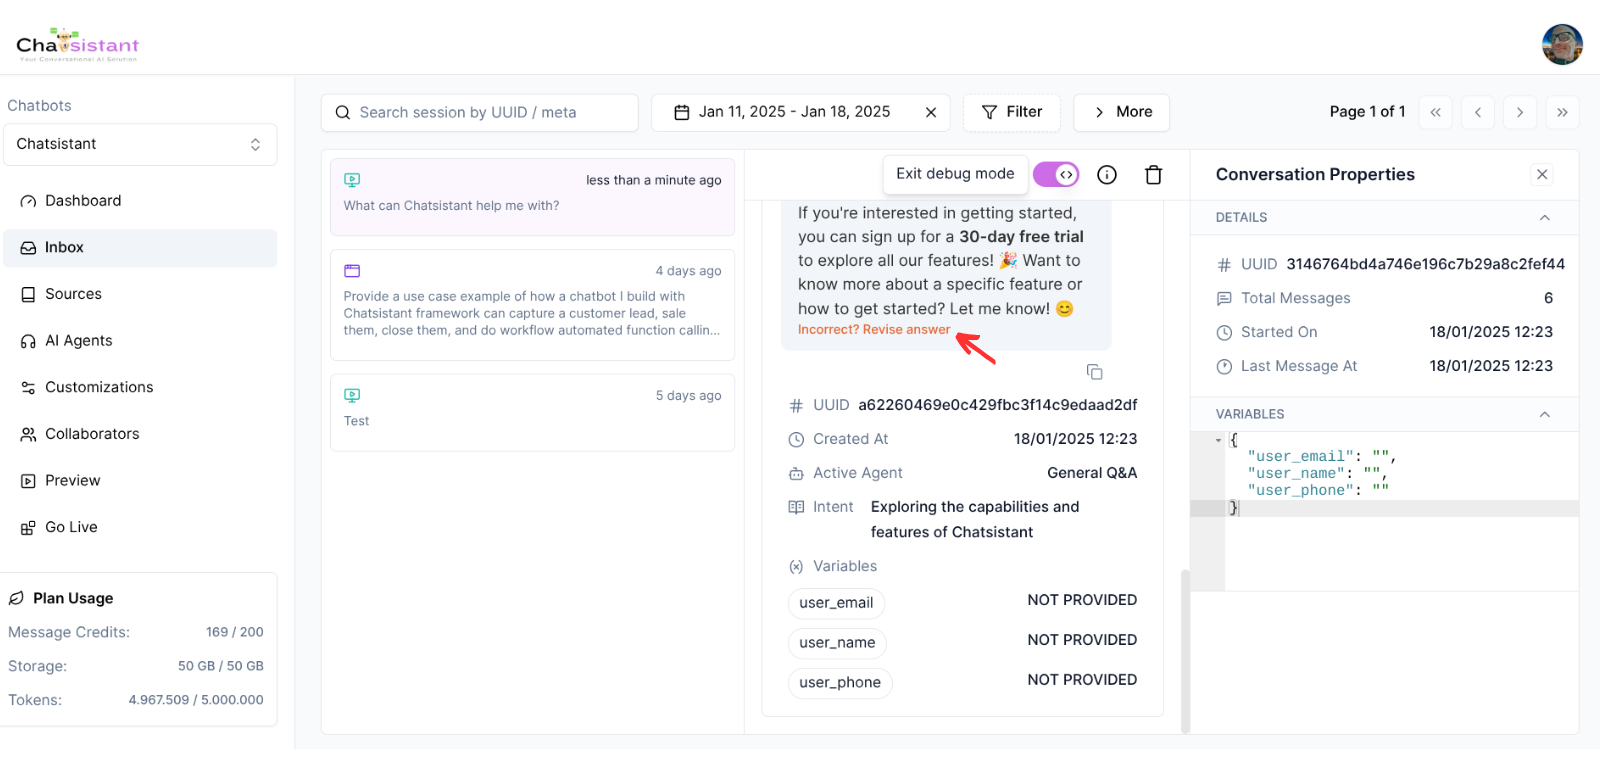 Chatsistant
Your Conversational AI Solution
Chatbots
Chatsistant
Dashboard
Inbox
Sources
AI Agents
Customizations
Collaborators
Preview
Go Live
Plan Usage
Message Credits: 169 / 200
Storage: 50 GB / 50 GB
Tokens: 4.967.509 / 5.000.000
Search session by UUID / meta
Jan 11, 2025 - Jan 18, 2025
Filter
More
Page 1 of 1
less than a minute ago
What can Chatsistant help me with?
4 days ago
Provide a use case example of how a chatbot I build with
Chatsistant framework can capture a customer lead, sale
them, close them, and do workflow automated function callin...
5 days ago
Test
Exit debug mode
If you're interested in getting started,
you can sign up for a 30-day free trial
to explore all our features! 🎉 Want to
know more about a specific feature or
how to get started? Let me know! 😊
Incorrect? Revise answer
UUID a62260469e0c429fbc3f14c9edaad2df
Created At 18/01/2025 12:23
Active Agent General Q&A
Intent Exploring the capabilities and
features of Chatsistant
Variables
user_email NOT PROVIDED
user_name NOT PROVIDED
user_phone NOT PROVIDED
Conversation Properties
DETAILS
UUID 3146764bd4a746e196c7b29a8c2fef44
Total Messages 6
Started On 18/01/2025 12:23
Last Message At 18/01/2025 12:23
VARIABLES
{
"user_email": "",
"user_name": "",
"user_phone": ""
}